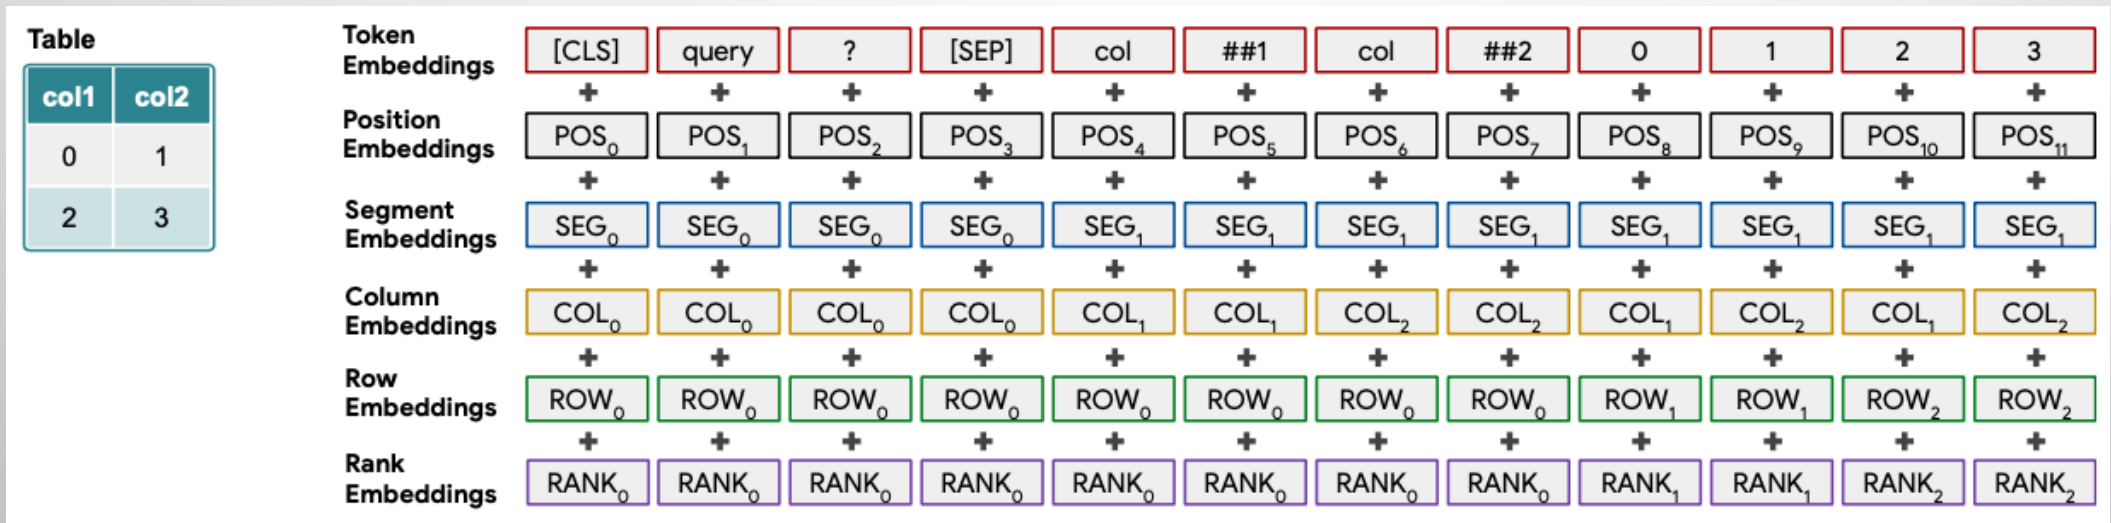 Table
col1 col2
0 1
2 3
Token
Embeddings
[CLS] query ? [SEP] col ##1 col ##2 0 1 2 3
+ + + + + + + + + + + +
Position
Embeddings
POS₀ POS₁ POS₂ POS₃ POS₄ POS₅ POS₆ POS₇ POS₈ POS₉ POS₁₀ POS₁₁
+ + + + + + + + + + + +
Segment
Embeddings
SEG₀ SEG₀ SEG₀ SEG₀ SEG₁ SEG₁ SEG₁ SEG₁ SEG₁ SEG₁ SEG₁ SEG₁
+ + + + + + + + + + + +
Column
Embeddings
COL₀ COL₀ COL₀ COL₀ COL₁ COL₁ COL₂ COL₂ COL₁ COL₂ COL₁ COL₂
+ + + + + + + + + + + +
Row
Embeddings
ROW₀ ROW₀ ROW₀ ROW₀ ROW₀ ROW₀ ROW₀ ROW₀ ROW₁ ROW₁ ROW₂ ROW₂
+ + + + + + + + + + + +
Rank
Embeddings
RANK₀ RANK₀ RANK₀ RANK₀ RANK₀ RANK₀ RANK₀ RANK₀ RANK₁ RANK₁ RANK₂ RANK₂